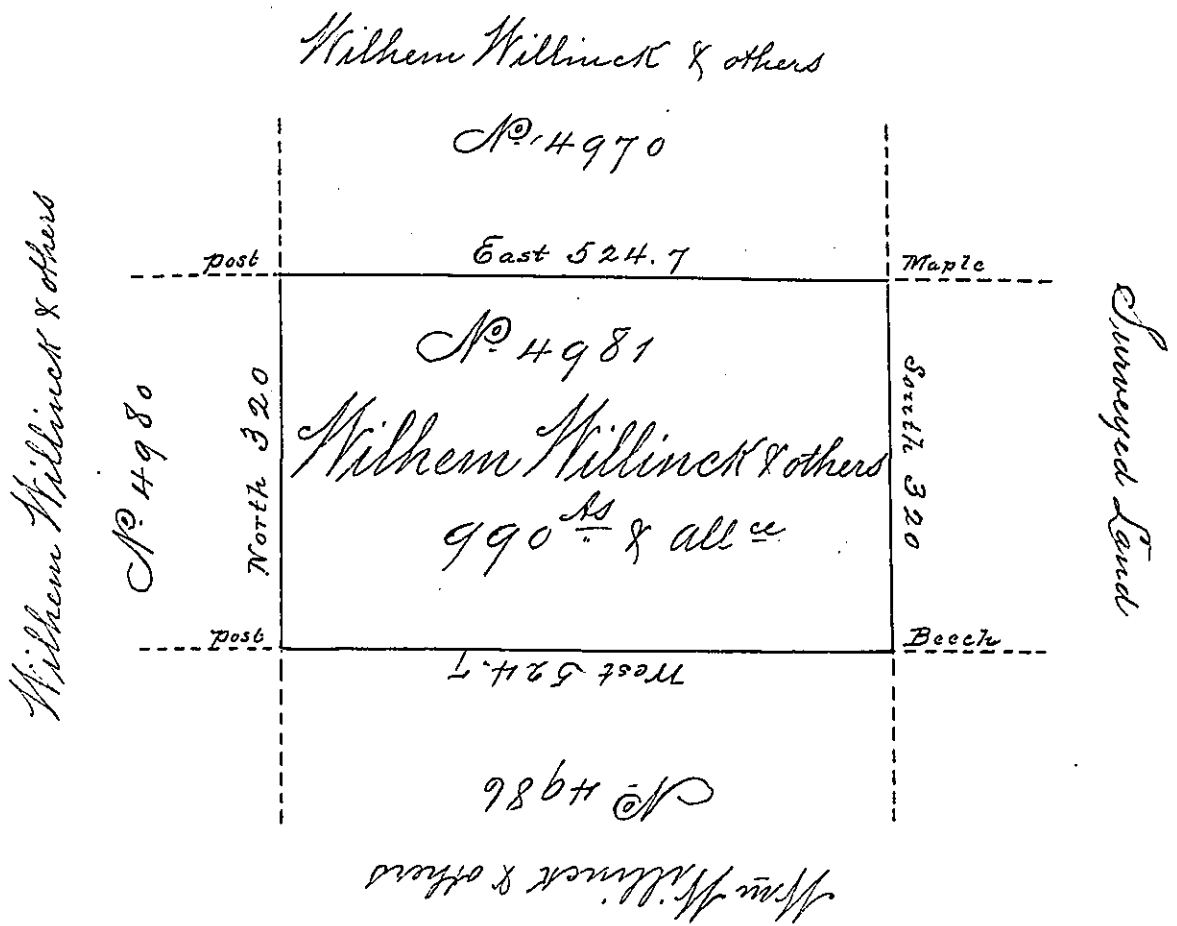 Wilhem Willinck & others
No. 4970
East 524.7
post
Maple
No 4981
Wilhem Willinck & others
990 As & all ce
North 320
South 320
No. 4980
Wilhem Willinck & others
Surveyed Land
post
Beech
West 524.7
No 4986
Wm Willinck & others